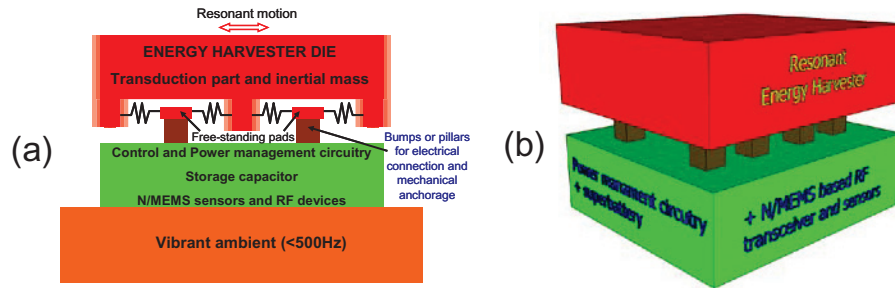 Resonant motion
ENERGY HARVESTER DIE
Transduction part and inertial mass
Free-standing pads
Bumps or pillars
for electrical
connection and
mechanical
anchorage
Control and Power management circuitry
Storage capacitor
N/MEMS sensors and RF devices
Vibrant ambient (<500Hz)
(a)
Resonant
Energy Harvester
Power manament circuitry
+ superbattery
+ N/MEMS based RF
transceiver and sensors
(b)